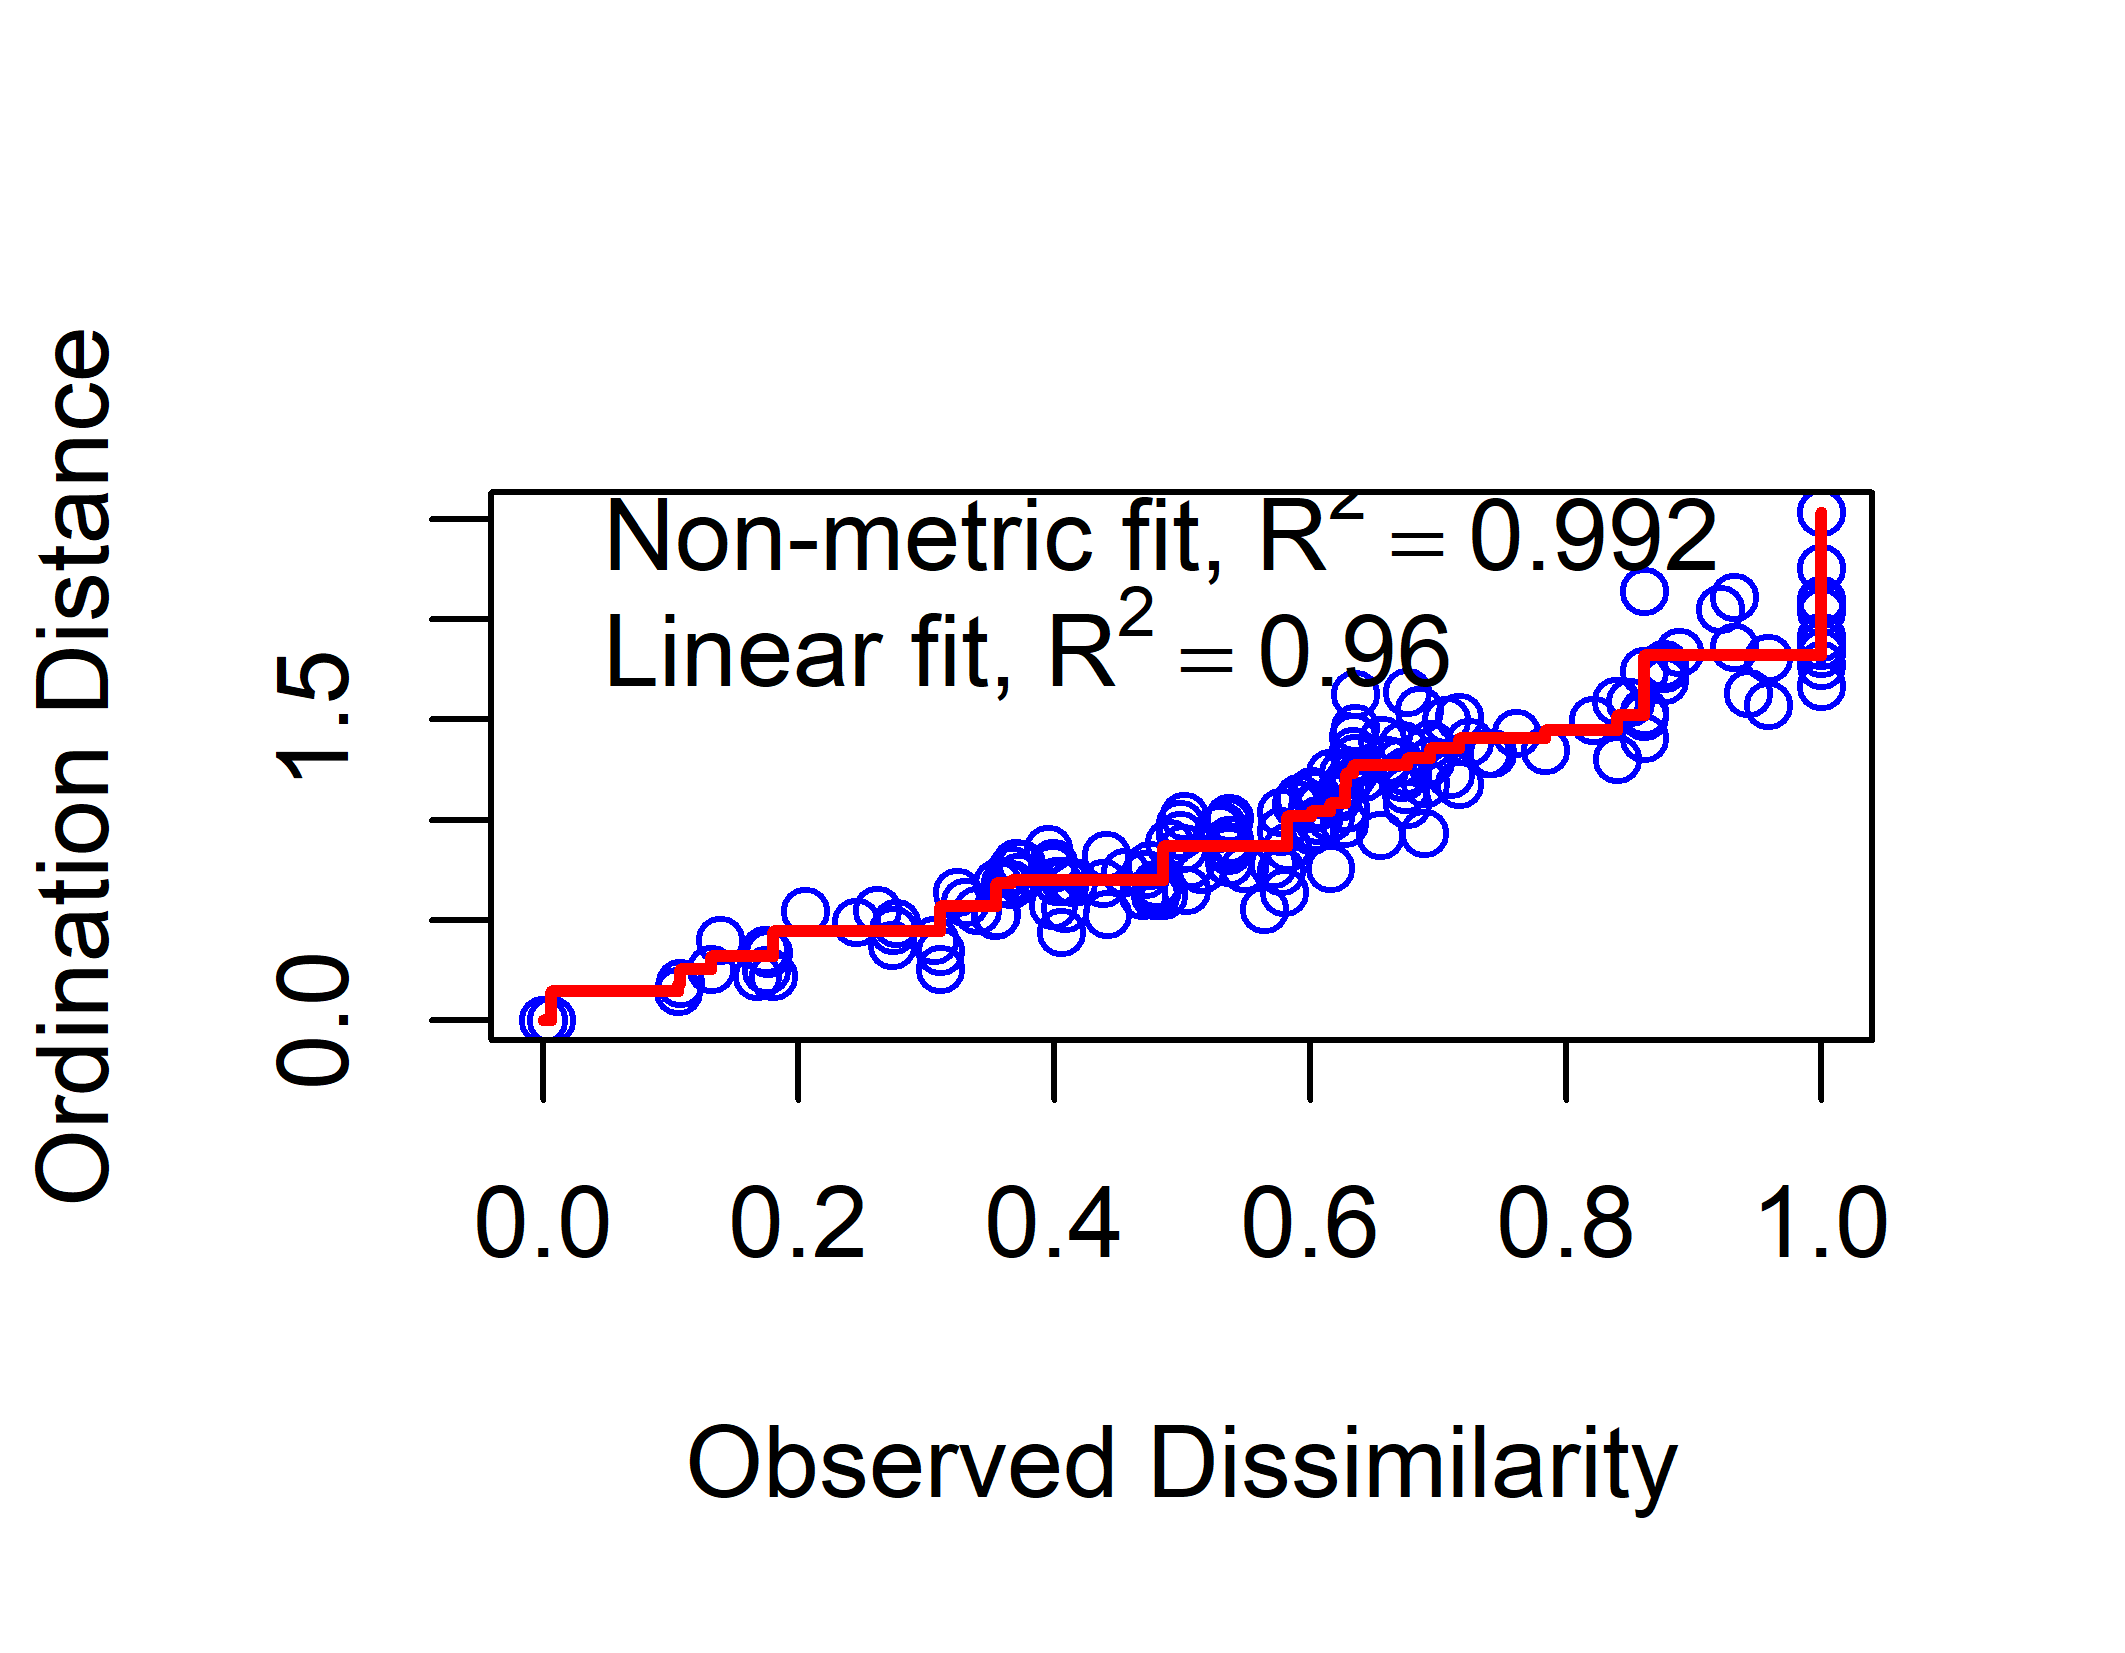 Non-metric fit, R² = 0.992
Linear fit, R² = 0.96
Ordination Distance
1.5
0.0
0.0 0.2 0.4 0.6 0.8 1.0
Observed Dissimilarity